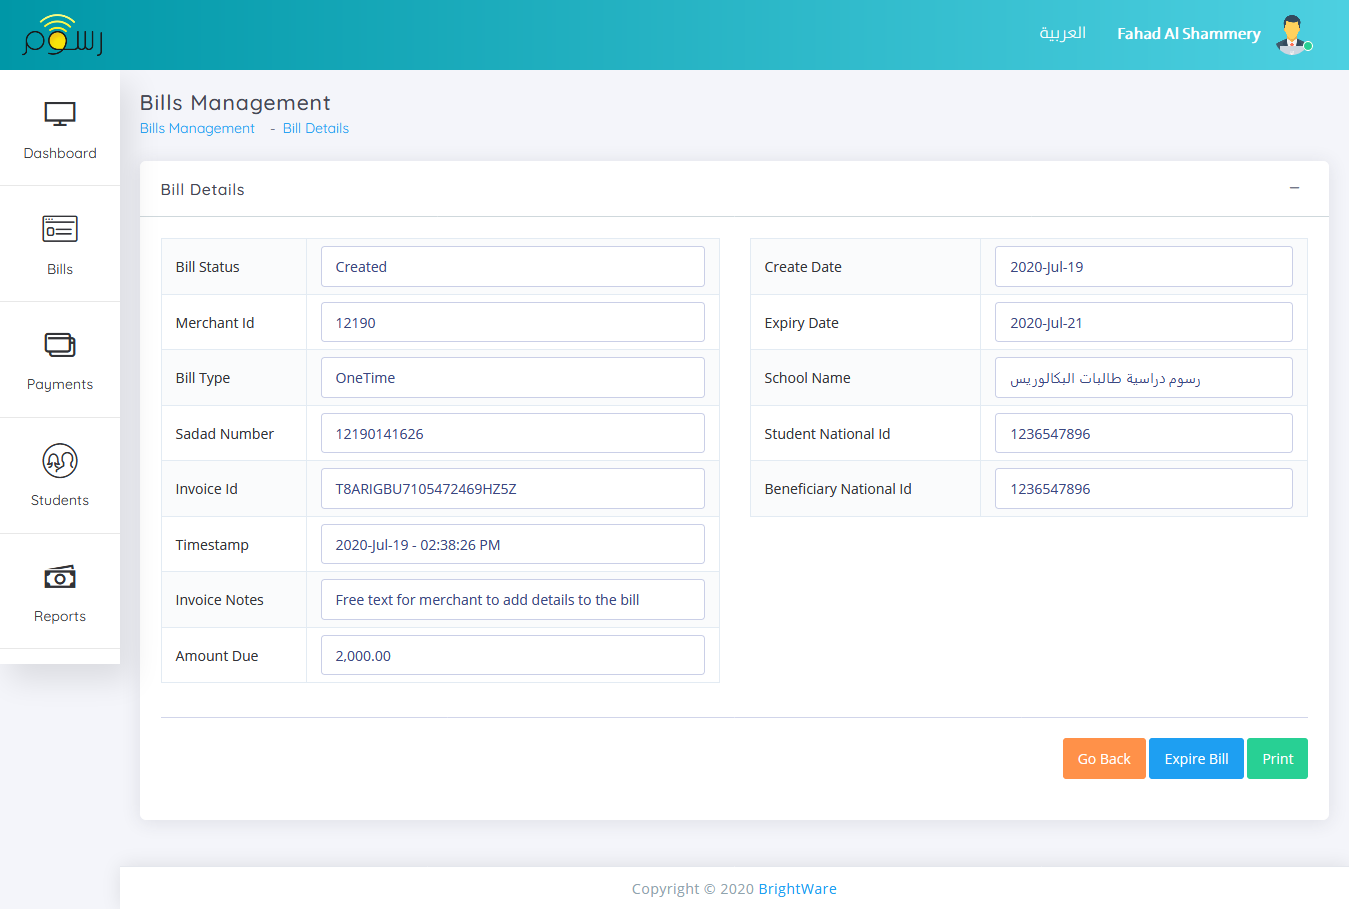 رسوم
العربية Fahad Al Shammery
Dashboard
Bills
Payments
Students
Reports
Bills Management
Bills Management - Bill Details
Bill Details
Bill Status Created
Merchant Id 12190
Bill Type OneTime
Sadad Number 12190141626
Invoice Id T8ARIGBU7105472469HZ5Z
Timestamp 2020-Jul-19 - 02:38:26 PM
Invoice Notes Free text for merchant to add details to the bill
Amount Due 2,000.00
Create Date 2020-Jul-19
Expiry Date 2020-Jul-21
School Name رسوم دراسية طالبات البكالوريس
Student National Id 1236547896
Beneficiary National Id 1236547896
Go Back Expire Bill Print
Copyright © 2020 BrightWare